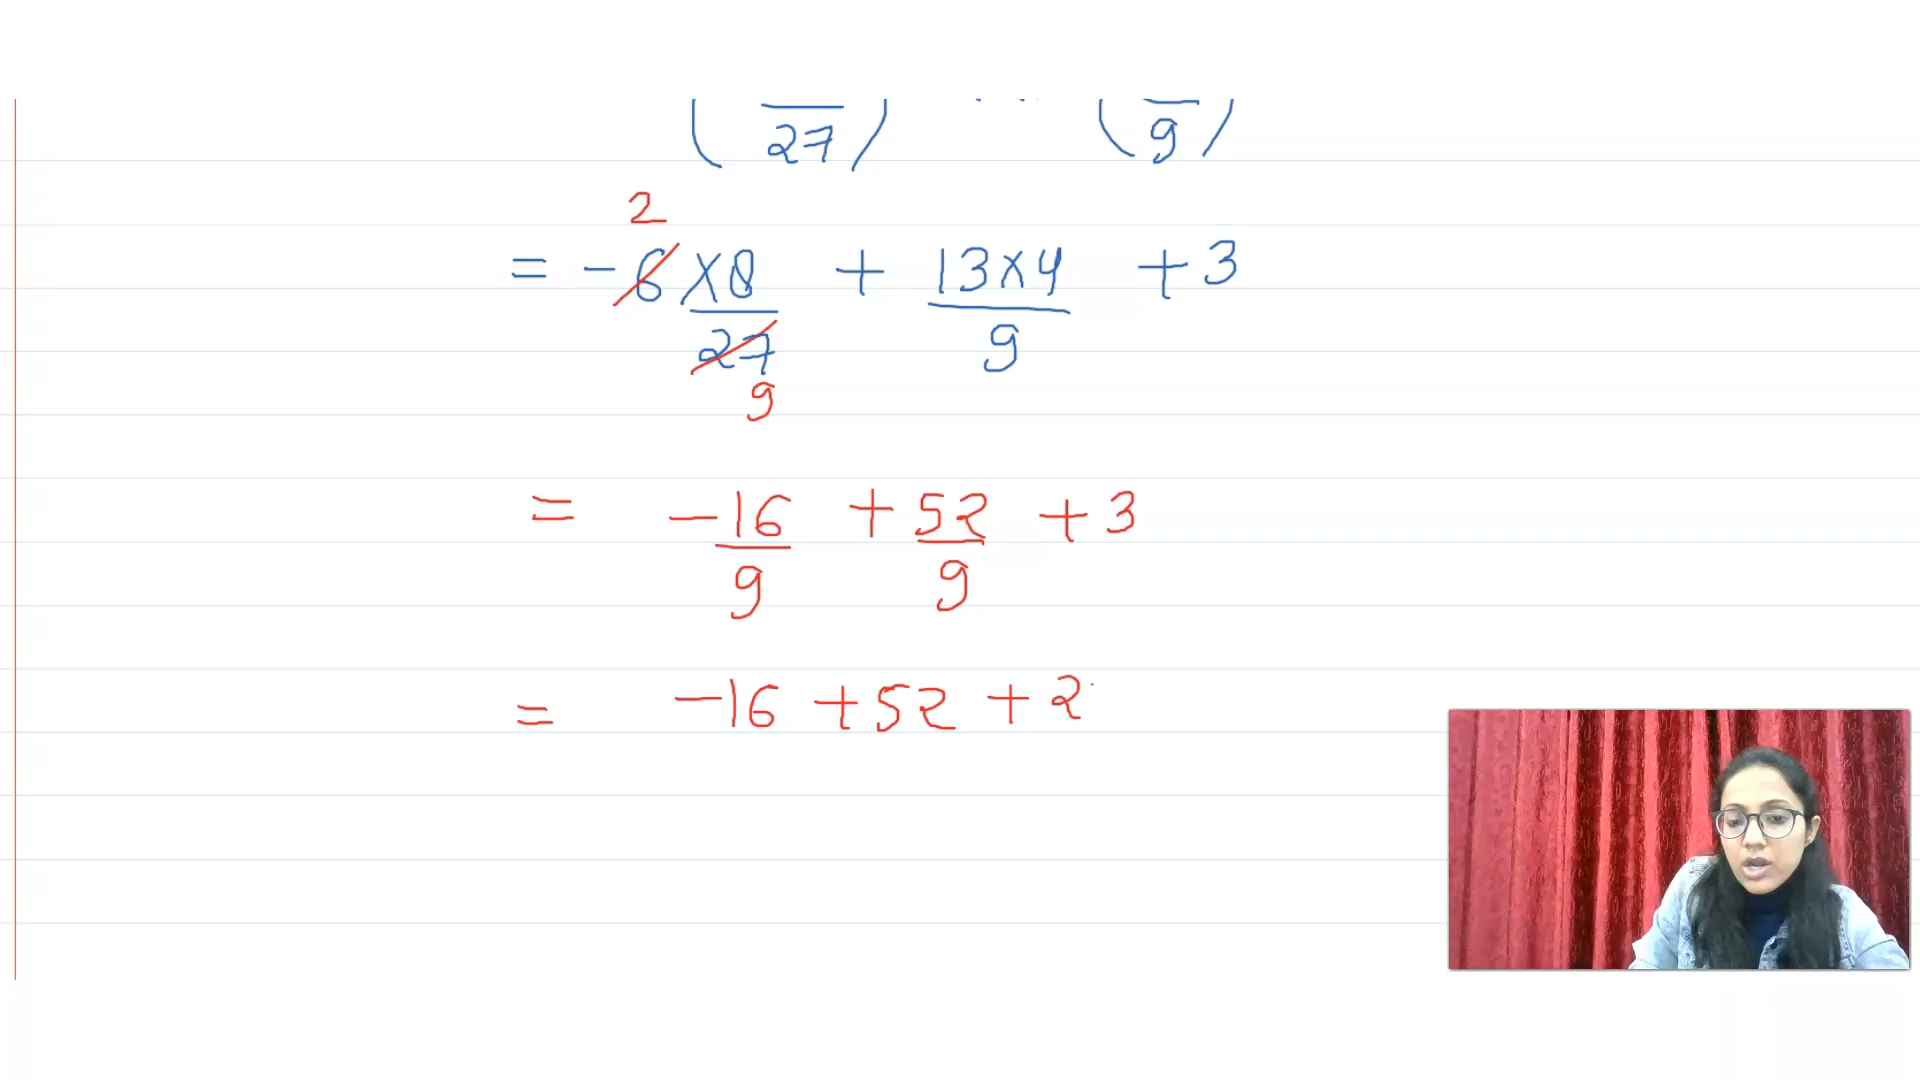 ( —/27 ) ( —/9 )
2
= -6 × 8/27 + 13×4/9 + 3
9
= -16/9 + 52/9 + 3
= -16 + 52 + 2